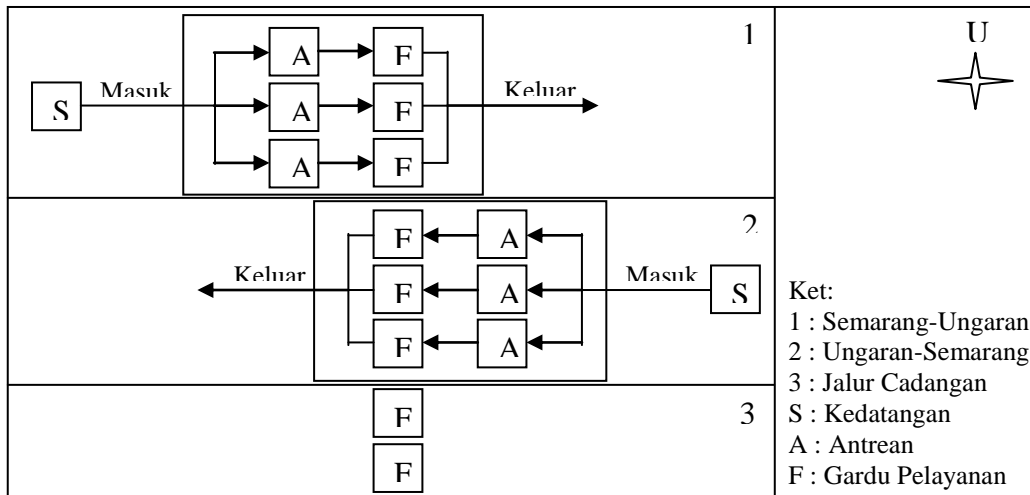 1
U
A F
Masuk Keluar
S A F
A F
2
F A
Keluar Masuk
F A S
F A
3
F
F
Ket:
1 : Semarang-Ungaran
2 : Ungaran-Semarang
3 : Jalur Cadangan
S : Kedatangan
A : Antrean
F : Gardu Pelayanan